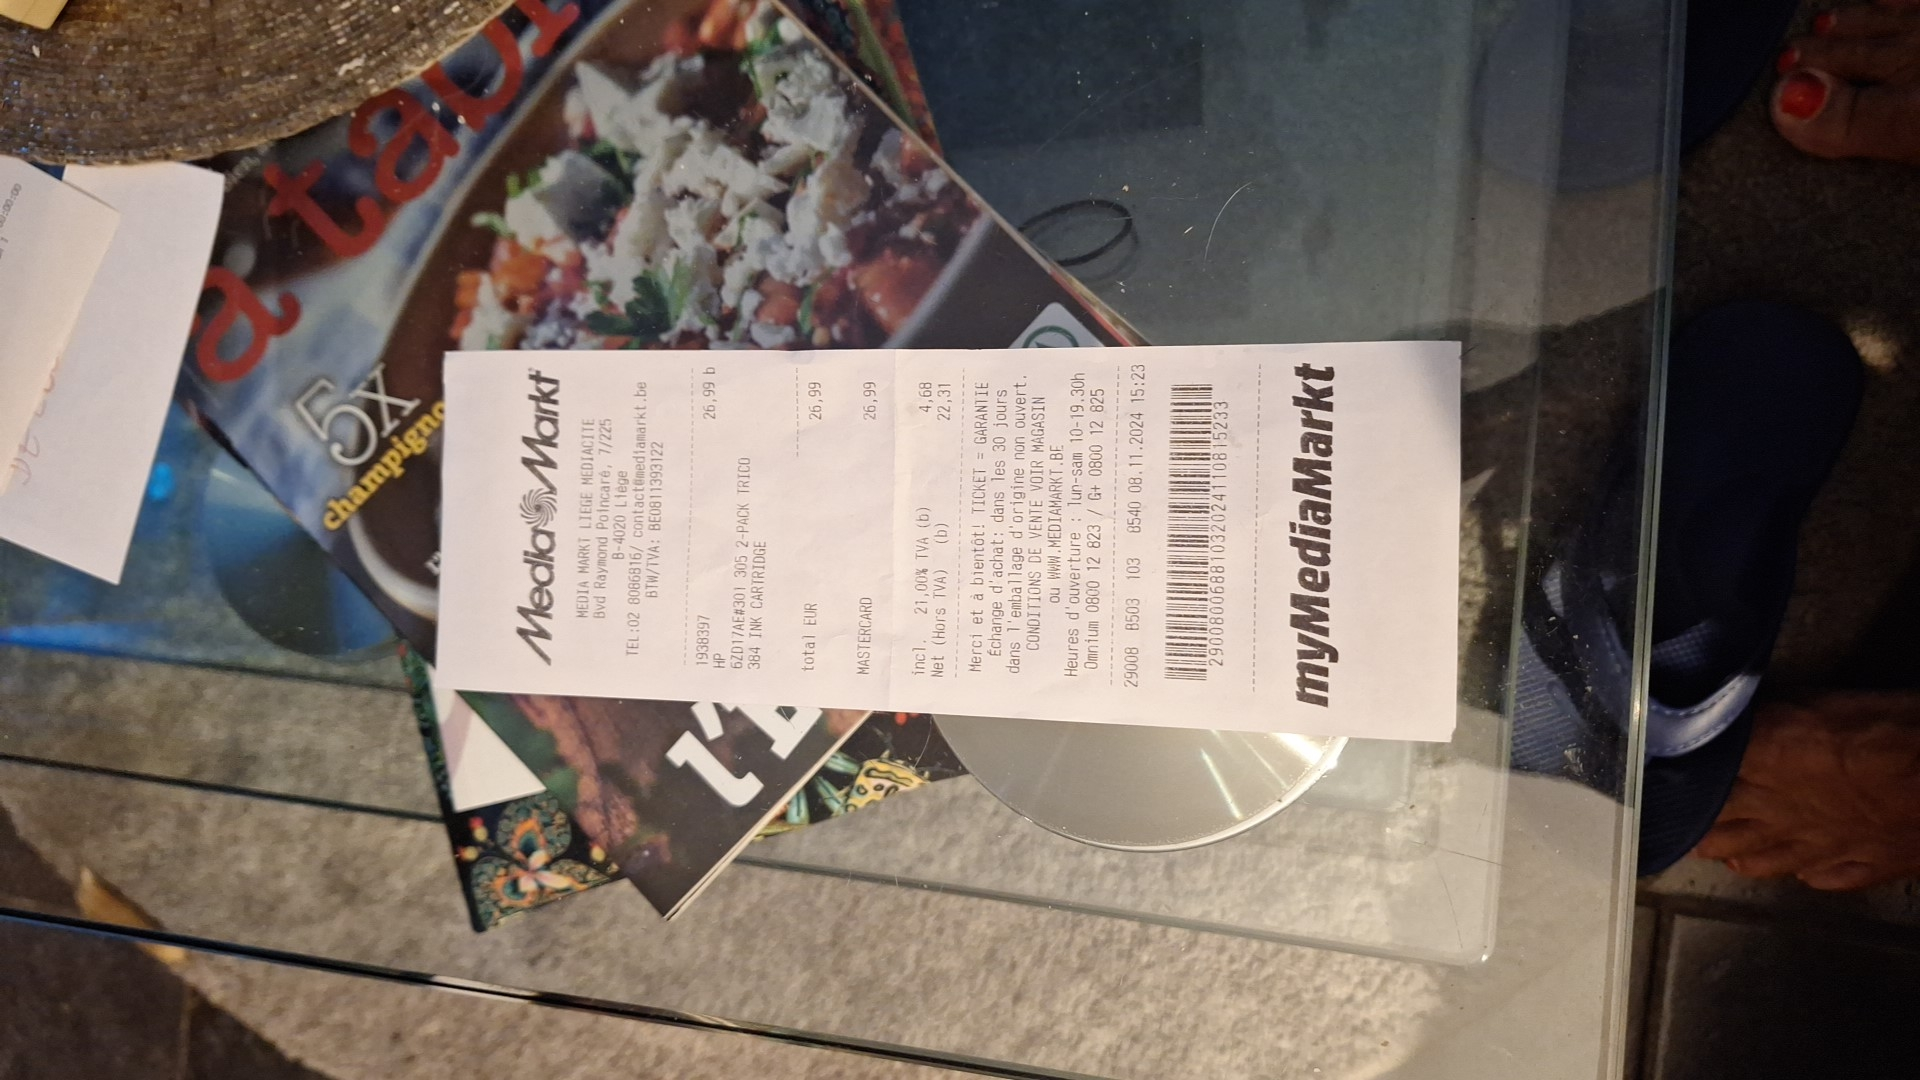 Media Markt
MEDIA MARKT LIEGE MEDIACITE
Bvd Raymond Poincaré, 7/225
B-4020 Liège
TEL:02 8086816/ contact@mediamarkt.be
BTW/TVA: BE0811393122
1938397 26,99 b
HP
6ZD17AE#301 305 2-PACK TRICO
384 INK CARTRIDGE
total EUR 26,99
MASTERCARD 26,99
incl. 21,00% TVA (b) 4,68
Net (Hors TVA) (b) 22,31
Merci et à bientôt! TICKET = GARANTIE
Échange d'achat: dans les 30 jours
dans l'emballage d'origine non ouvert.
CONDITIONS DE VENTE VOIR MAGASIN
ou WWW.MEDIAMARKT.BE
Heures d'ouverture : lun-sam 10-19.30h
Omnium 0800 12 823 / G+ 0800 12 825
29008 B503 103 8540 08.11.2024 15:23
myMediaMarkt
a tabl
5x
champigno